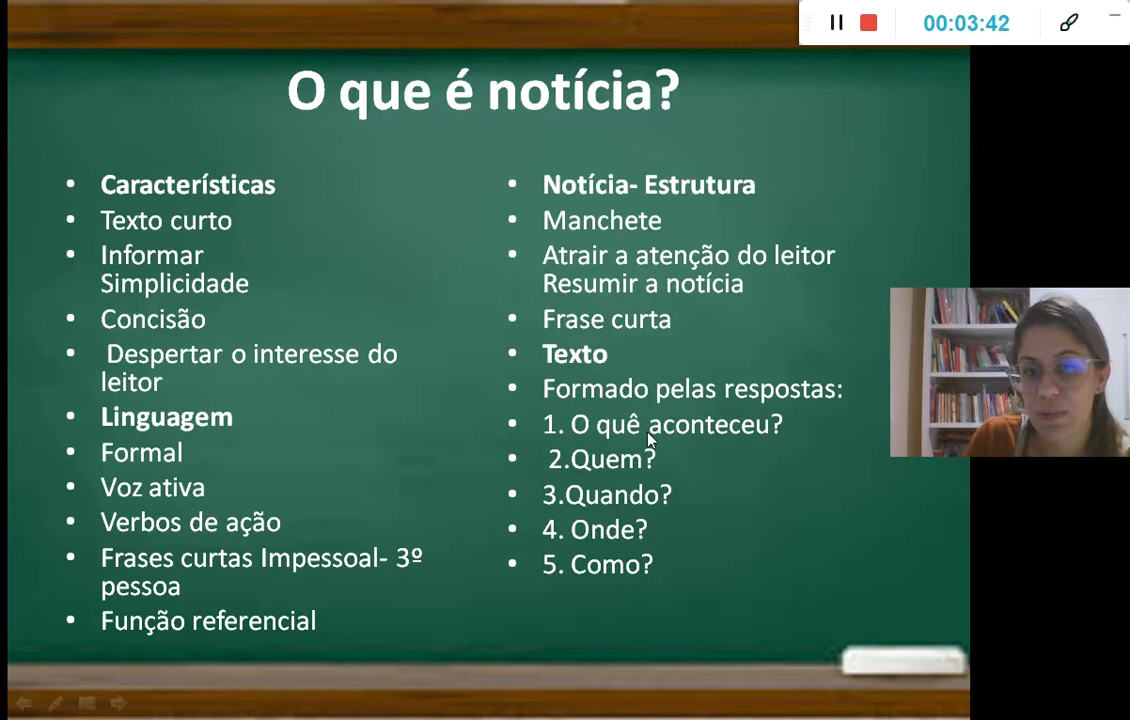 00:03:42
O que é notícia?
• Características
• Texto curto
• Informar
Simplicidade
• Concisão
• Despertar o interesse do
leitor
• Linguagem
• Formal
• Voz ativa
• Verbos de ação
• Frases curtas Impessoal- 3º
pessoa
• Função referencial
• Notícia- Estrutura
• Manchete
• Atrair a atenção do leitor
Resumir a notícia
• Frase curta
• Texto
• Formado pelas respostas:
• 1. O quê aconteceu?
• 2.Quem?
• 3.Quando?
• 4. Onde?
• 5. Como?